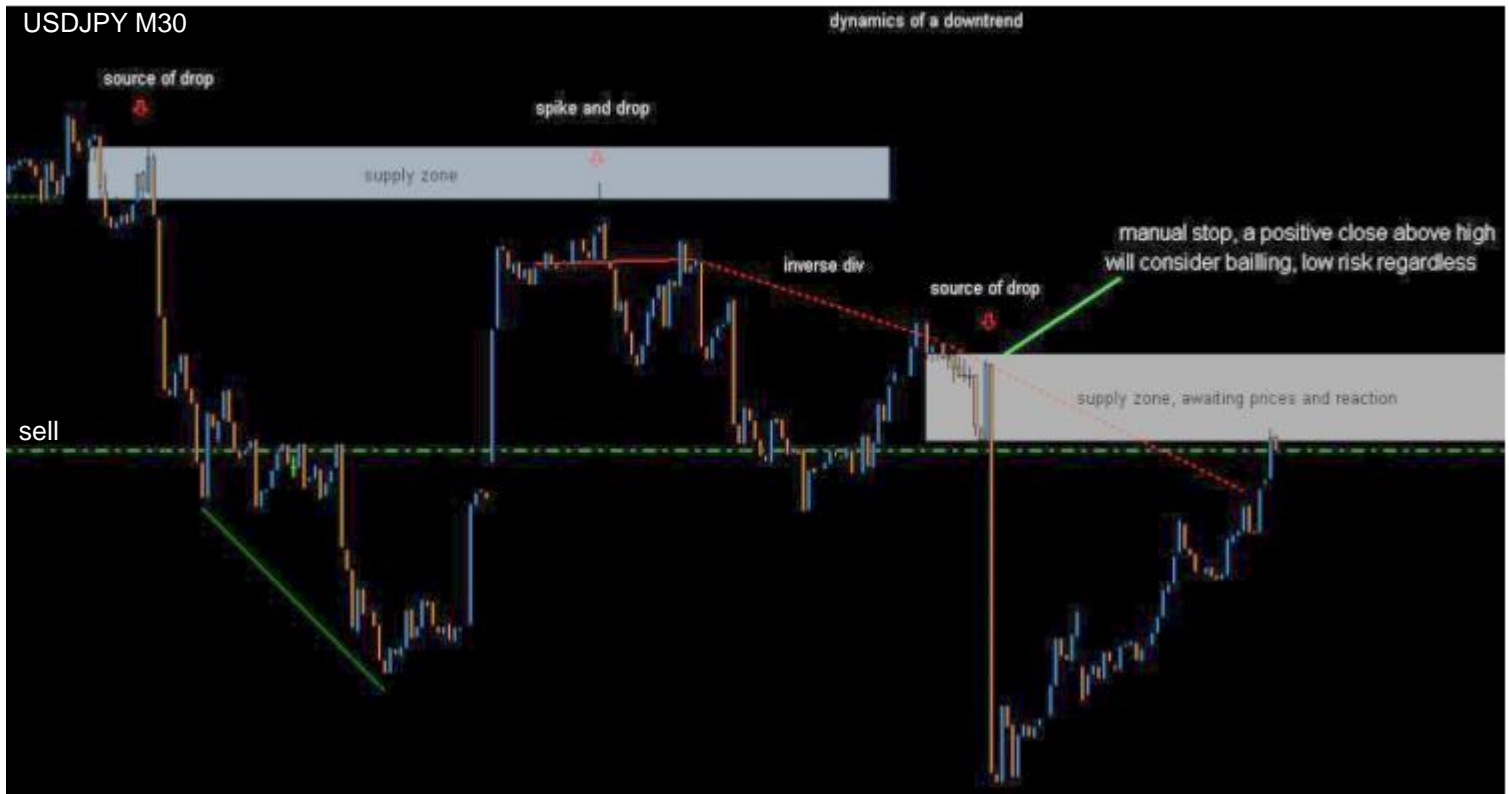 USDJPY M30
dynamics of a downtrend
source of drop
spike and drop
supply zone
manual stop, a positive close above high
will consider bailling, low risk regardless
inverse div
source of drop
supply zone, awaiting prices and reaction
sell